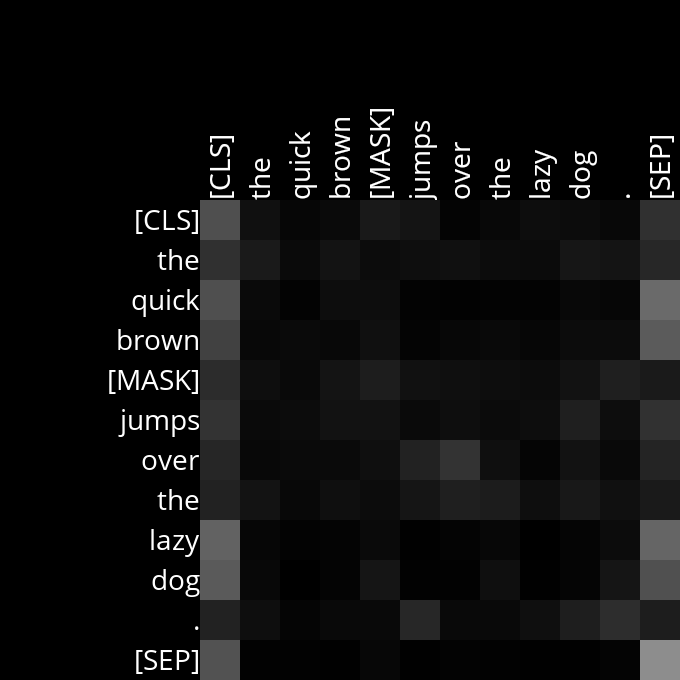 [CLS] the quick brown [MASK] jumps over the lazy dog . [SEP]
[CLS]
the
quick
brown
[MASK]
jumps
over
the
lazy
dog
.
[SEP]